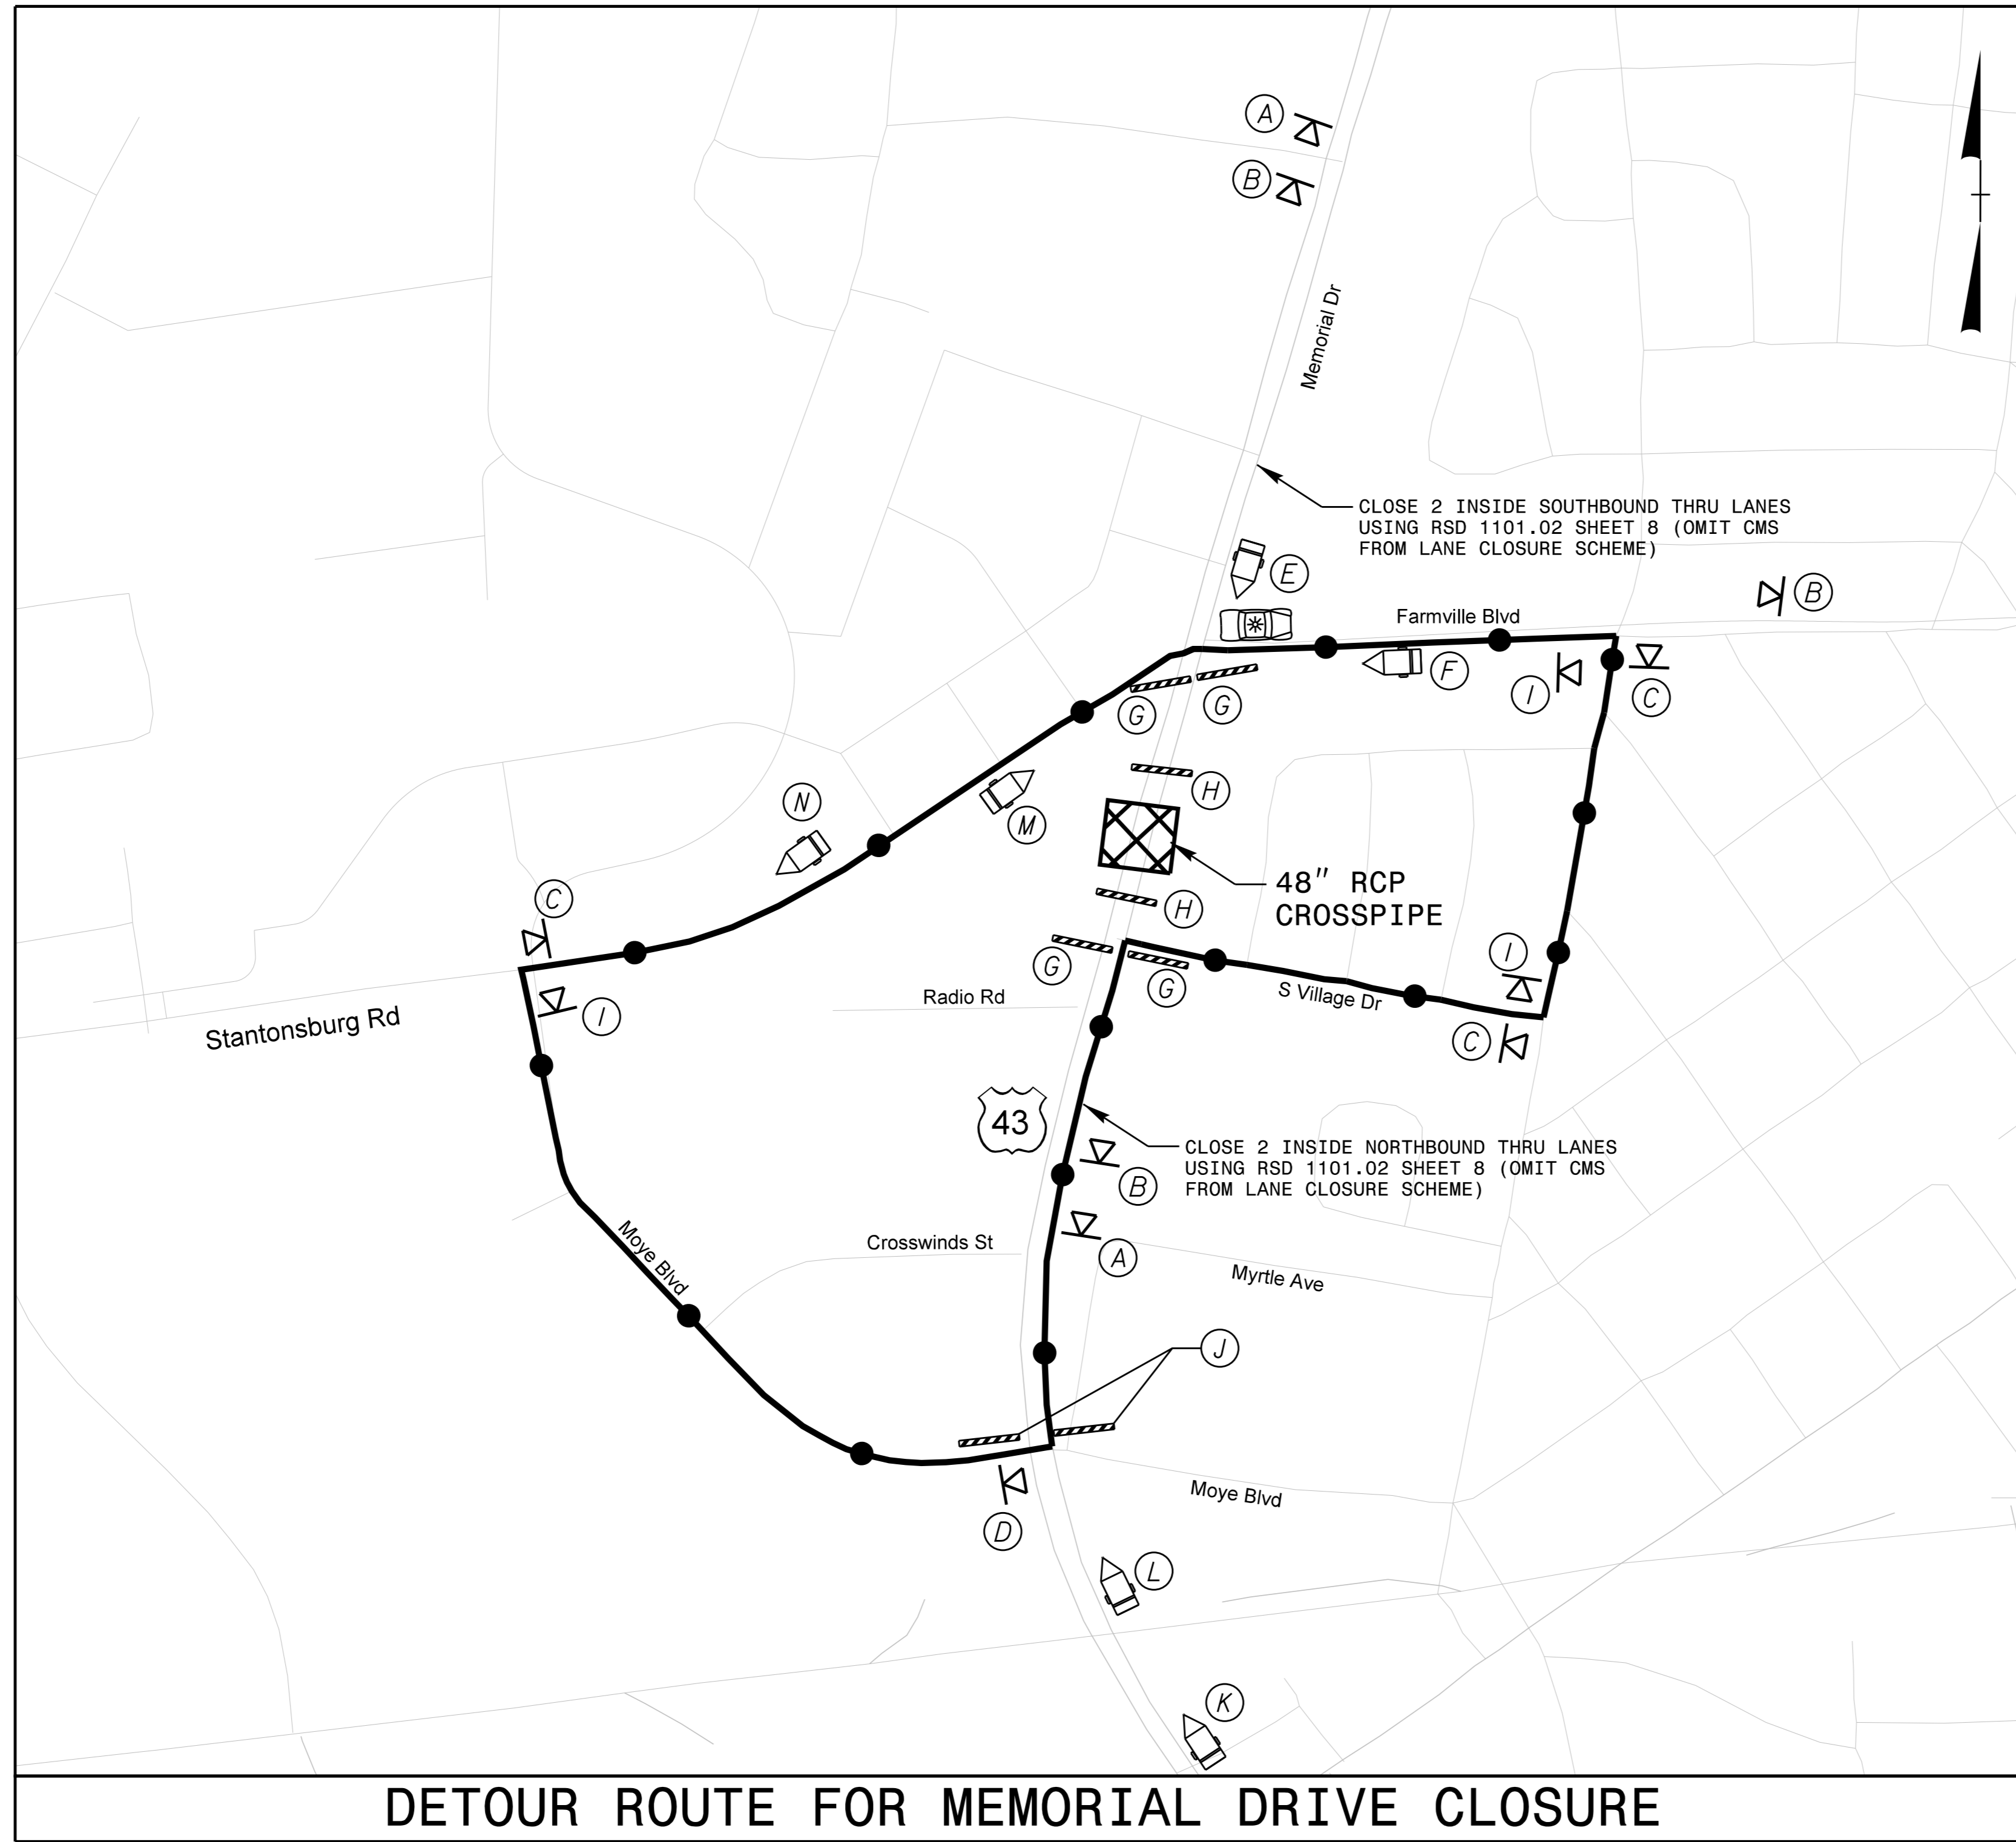 A
B
Memorial Dr
CLOSE 2 INSIDE SOUTHBOUND THRU LANES
USING RSD 1101.02 SHEET 8 (OMIT CMS
FROM LANE CLOSURE SCHEME)
E
B
Farmville Blvd
F
I
C
G
G
H
N
M
48" RCP
CROSSPIPE
C
H
G
G
I
S Village Dr
C
Radio Rd
I
Stantonsburg Rd
43
CLOSE 2 INSIDE NORTHBOUND THRU LANES
USING RSD 1101.02 SHEET 8 (OMIT CMS
FROM LANE CLOSURE SCHEME)
B
A
Moye Blvd
Crosswinds St
Myrtle Ave
J
Moye Blvd
D
L
K
DETOUR ROUTE FOR MEMORIAL DRIVE CLOSURE